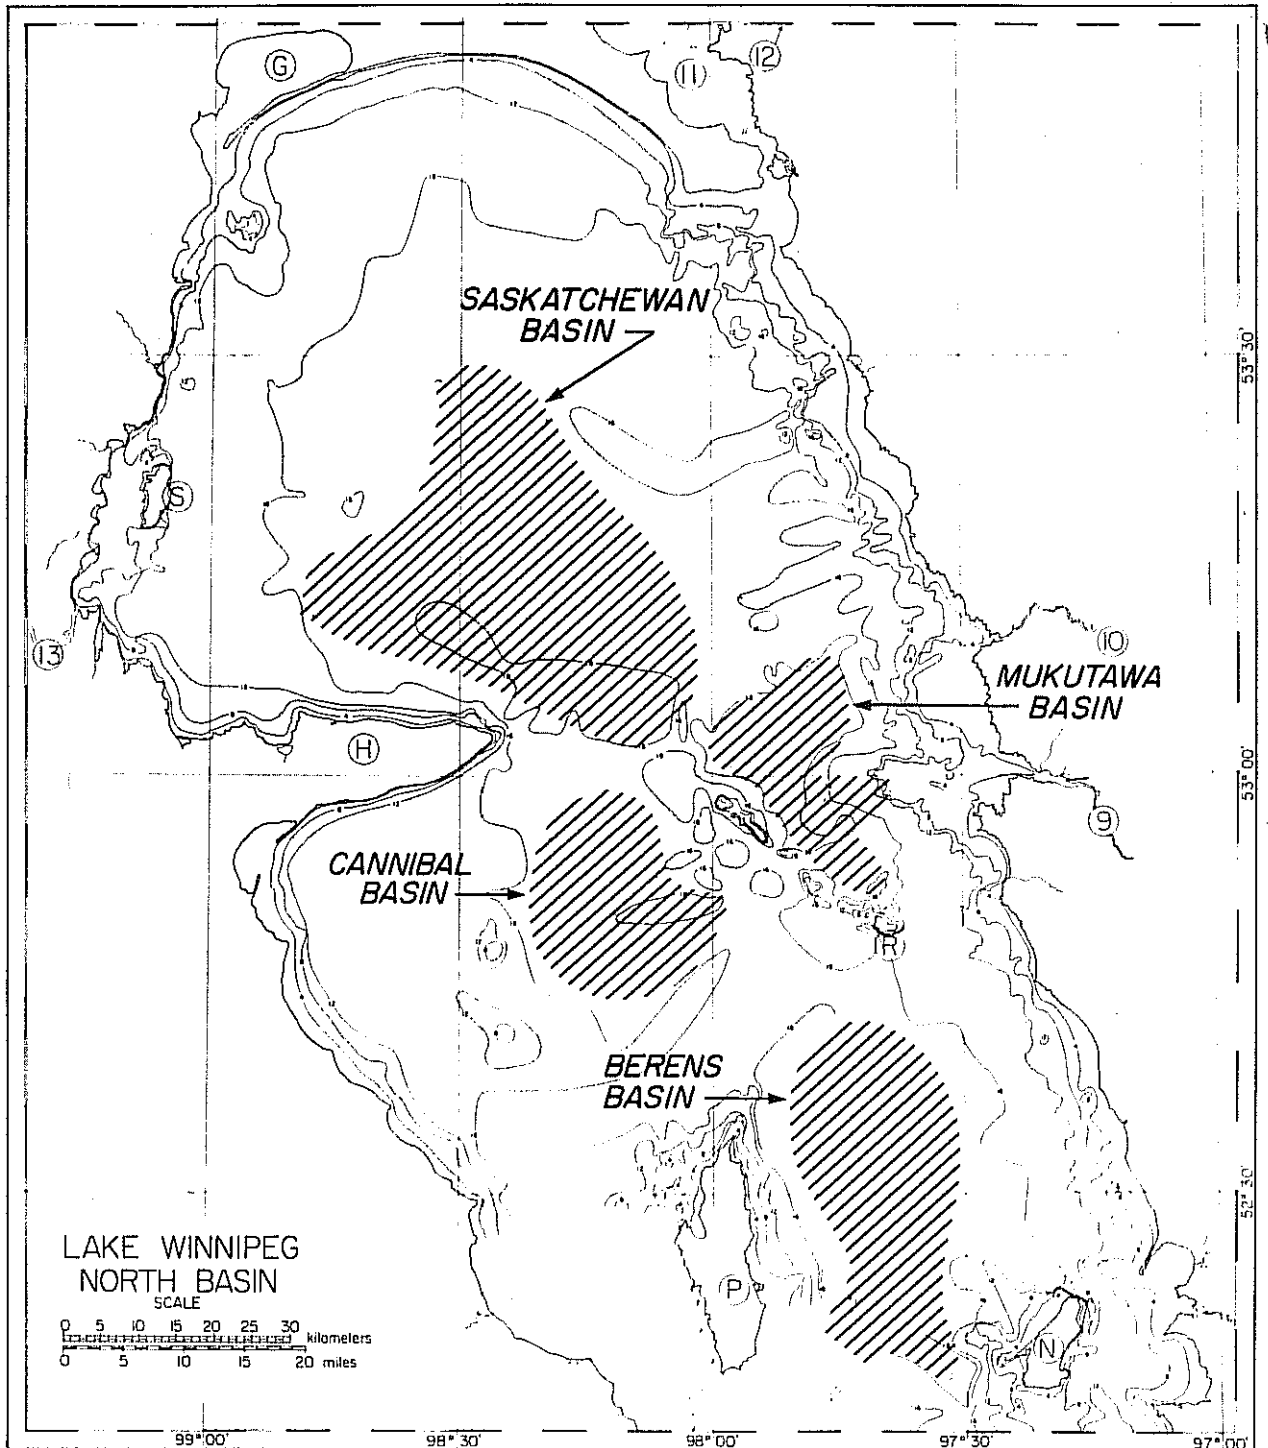 G
11
12
SASKATCHEWAN
BASIN
53°30'
S
13
10
MUKUTAWA
BASIN
H
53°00'
9
CANNIBAL
BASIN
R
BERENS
BASIN
52°30'
LAKE WINNIPEG
NORTH BASIN
SCALE
0 5 10 15 20 25 30 kilometers
0 5 10 15 20 miles
P
N
99°00'
98°30'
98°00'
97°30'
97°00'